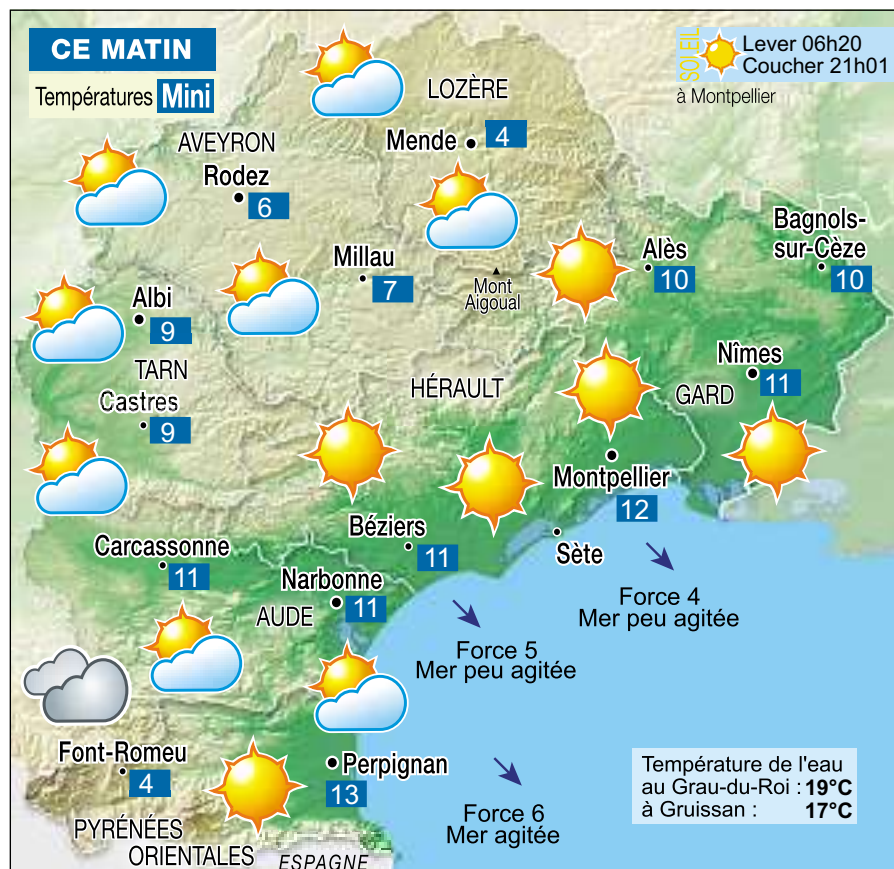 CE MATIN
Températures Mini
SOLEIL
Lever 06h20
Coucher 21h01
à Montpellier
LOZÈRE
Mende
4
AVEYRON
Rodez
6
Bagnols-
sur-Cèze
10
Alès
10
Millau
7
Mont
Aigoual
Albi
9
TARN
Castres
9
HÉRAULT
Nîmes
11
GARD
Montpellier
12
Sète
Béziers
11
Carcassonne
11
Narbonne
11
AUDE
Force 4
Mer peu agitée
Force 5
Mer peu agitée
Font-Romeu
4
Perpignan
13
Force 6
Mer agitée
Température de l'eau
au Grau-du-Roi : 19°C
à Gruissan : 17°C
PYRÉNÉES
ORIENTALES
ESPAGNE